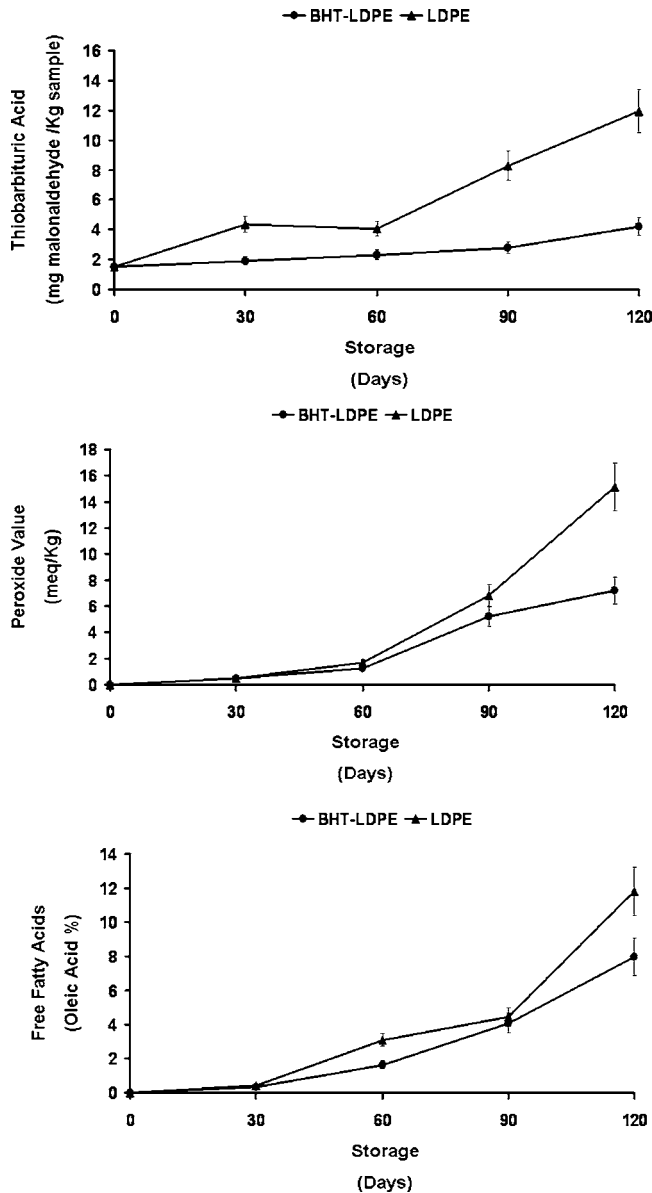 BHT-LDPE LDPE
Thiobarbituric Acid
(mg malonaldehyde /Kg sample)
16
14
12
10
8
6
4
2
0
0 30 60 90 120
Storage
(Days)
BHT-LDPE LDPE
Peroxide Value
(meq/Kg)
18
16
14
12
10
8
6
4
2
0
0 30 60 90 120
Storage
(Days)
BHT-LDPE LDPE
Free Fatty Acids
(Oleic Acid %)
14
12
10
8
6
4
2
0
0 30 60 90 120
Storage
(Days)